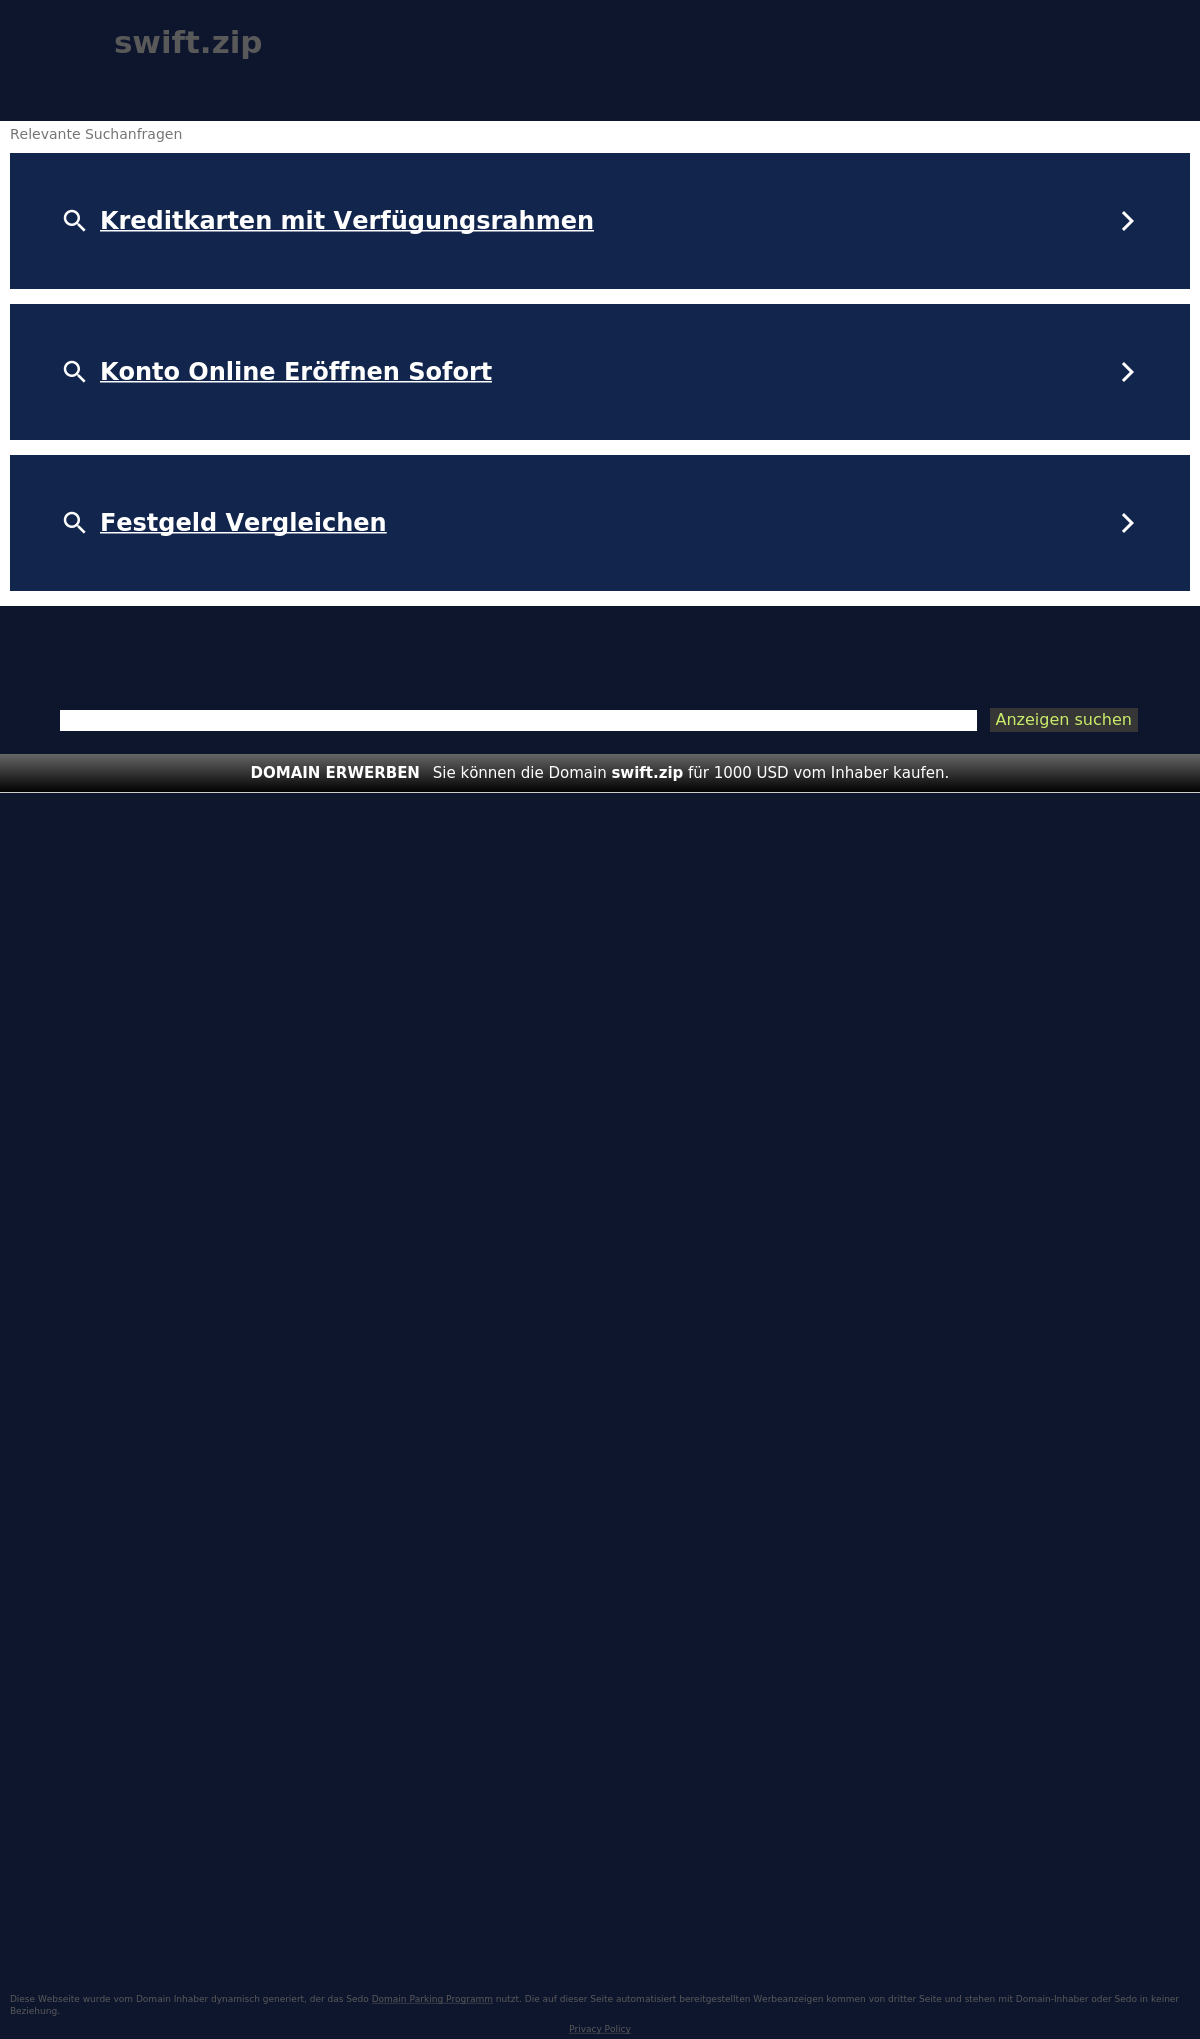 swift.zip
Relevante Suchanfragen
Kreditkarten mit Verfügungsrahmen
Konto Online Eröffnen Sofort
Festgeld Vergleichen
Anzeigen suchen
DOMAIN ERWERBEN Sie können die Domain swift.zip für 1000 USD vom Inhaber kaufen.
Diese Webseite wurde vom Domain Inhaber dynamisch generiert, der das Sedo Domain Parking Programm nutzt. Die auf dieser Seite automatisiert bereitgestellten Werbeanzeigen kommen von dritter Seite und stehen mit Domain-Inhaber oder Sedo in keiner
Beziehung.
Privacy Policy